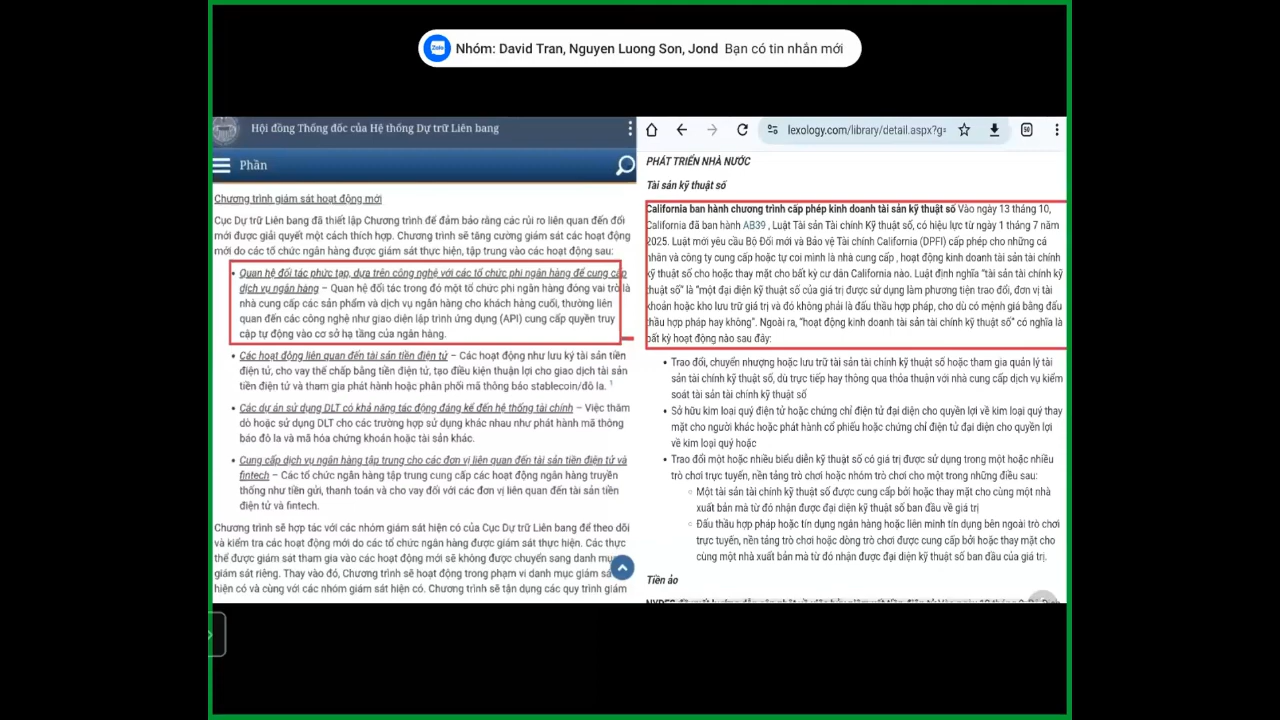 Nhóm: David Tran, Nguyen Luong Son, Jond Bạn có tin nhắn mới
Hội đồng Thống đốc của Hệ thống Dự trữ Liên bang
Phần
Chương trình giám sát hoạt động mới
Cục Dự trữ Liên bang đã thiết lập Chương trình để đảm bảo rằng các rủi ro liên quan đến đổi
mới được giải quyết một cách thích hợp. Chương trình sẽ tăng cường giám sát các hoạt động
mới do các tổ chức ngân hàng được giám sát thực hiện, tập trung vào các hoạt động sau:
• Quan hệ đối tác phức tạp, dựa trên công nghệ với các tổ chức phi ngân hàng để cung cấp
dịch vụ ngân hàng – Quan hệ đối tác trong đó một tổ chức phi ngân hàng đóng vai trò là
nhà cung cấp các sản phẩm và dịch vụ ngân hàng cho khách hàng cuối, thường liên
quan đến các công nghệ như giao diện lập trình ứng dụng (API) cung cấp quyền truy
cập tự động vào cơ sở hạ tầng của ngân hàng.
• Các hoạt động liên quan đến tài sản tiền điện tử – Các hoạt động như lưu ký tài sản tiền
điện tử, cho vay thế chấp bằng tiền điện tử, tạo điều kiện thuận lợi cho giao dịch tài sản
tiền điện tử và tham gia phát hành hoặc phân phối mã thông báo stablecoin/đô la. 1
• Các dự án sử dụng DLT có khả năng tác động đáng kể đến hệ thống tài chính – Việc thăm
dò hoặc sử dụng DLT cho các trường hợp sử dụng khác nhau như phát hành mã thông
báo đô la và mã hóa chứng khoán hoặc tài sản khác.
• Cung cấp dịch vụ ngân hàng tập trung cho các đơn vị liên quan đến tài sản tiền điện tử và
fintech – Các tổ chức ngân hàng tập trung cung cấp các hoạt động ngân hàng truyền
thống như tiền gửi, thanh toán và cho vay đối với các đơn vị liên quan đến tài sản tiền
điện tử và fintech.
Chương trình sẽ hợp tác với các nhóm giám sát hiện có của Cục Dự trữ Liên bang để theo dõi
và kiểm tra các hoạt động mới do các tổ chức ngân hàng được giám sát thực hiện. Các thực
thể được giám sát tham gia vào các hoạt động mới sẽ không được chuyển sang danh mục
giám sát riêng. Thay vào đó, Chương trình sẽ hoạt động trong phạm vi danh mục giám
hiện có và cùng với các nhóm giám sát hiện có. Chương trình sẽ tận dụng các quy trình giám
lexology.com/library/detail.aspx?g=
50
PHÁT TRIỂN NHÀ NƯỚC
Tài sản kỹ thuật số
California ban hành chương trình cấp phép kinh doanh tài sản kỹ thuật số Vào ngày 13 tháng 10,
California đã ban hành AB39 , Luật Tài sản Tài chính Kỹ thuật số, có hiệu lực từ ngày 1 tháng 7 năm
2025. Luật mới yêu cầu Bộ Đổi mới và Bảo vệ Tài chính California (DPFI) cấp phép cho những cá
nhân và công ty cung cấp hoặc tự coi mình là nhà cung cấp , hoạt động kinh doanh tài sản tài chính
kỹ thuật số cho hoặc thay mặt cho bất kỳ cư dân California nào. Luật định nghĩa "tài sản tài chính kỹ
thuật số" là "một đại diện kỹ thuật số của giá trị được sử dụng làm phương tiện trao đổi, đơn vị tài
khoản hoặc kho lưu trữ giá trị và đó không phải là đấu thầu hợp pháp, cho dù có mệnh giá bằng đấu
thầu hợp pháp hay không". Ngoài ra, "hoạt động kinh doanh tài sản tài chính kỹ thuật số" có nghĩa là
bất kỳ hoạt động nào sau đây:
• Trao đổi, chuyển nhượng hoặc lưu trữ tài sản tài chính kỹ thuật số hoặc tham gia quản lý tài
sản tài chính kỹ thuật số, dù trực tiếp hay thông qua thỏa thuận với nhà cung cấp dịch vụ kiểm
soát tài sản tài chính kỹ thuật số
• Sở hữu kim loại quý điện tử hoặc chứng chỉ điện tử đại diện cho quyền lợi về kim loại quý thay
mặt cho người khác hoặc phát hành cổ phiếu hoặc chứng chỉ điện tử đại diện cho quyền lợi
về kim loại quý hoặc
• Trao đổi một hoặc nhiều biểu diễn kỹ thuật số có giá trị được sử dụng trong một hoặc nhiều
trò chơi trực tuyến, nền tảng trò chơi hoặc nhóm trò chơi cho một trong những điều sau:
○ Một tài sản tài chính kỹ thuật số được cung cấp bởi hoặc thay mặt cho cùng một nhà
xuất bản mà từ đó nhận được đại diện kỹ thuật số ban đầu về giá trị
○ Đấu thầu hợp pháp hoặc tín dụng ngân hàng hoặc liên minh tín dụng bên ngoài trò chơi
trực tuyến, nền tảng trò chơi hoặc dòng trò chơi được cung cấp bởi hoặc thay mặt cho
cùng một nhà xuất bản mà từ đó nhận được đại diện kỹ thuật số ban đầu của giá trị.
Tiền ảo